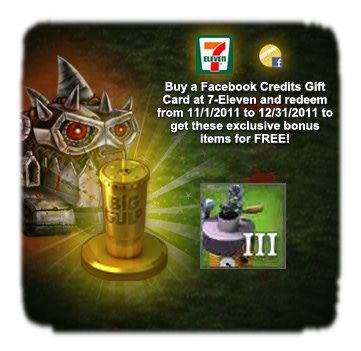 7
ELEVEN
f
Buy a Facebook Credits Gift
Card at 7-Eleven and redeem
from 11/1/2011 to 12/31/2011 to
get these exclusive bonus
items for FREE!
BIG
GULP
III